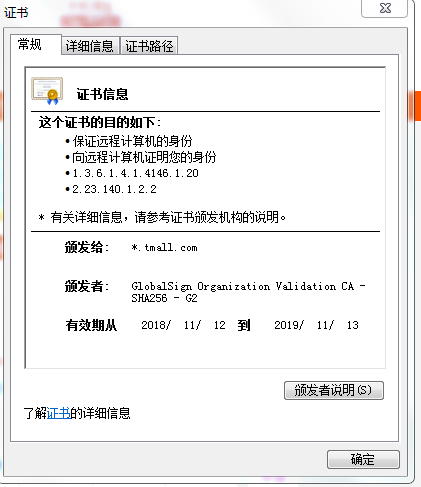 证书
常规 详细信息 证书路径
证书信息
这个证书的目的如下:
• 保证远程计算机的身份
• 向远程计算机证明您的身份
• 1.3.6.1.4.1.4146.1.20
• 2.23.140.1.2.2
* 有关详细信息，请参考证书颁发机构的说明。
颁发给: *.tmall.com
颁发者: GlobalSign Organization Validation CA -
SHA256 - G2
有效期从 2018/ 11/ 12 到 2019/ 11/ 13
颁发者说明(S)
了解证书的详细信息
确定